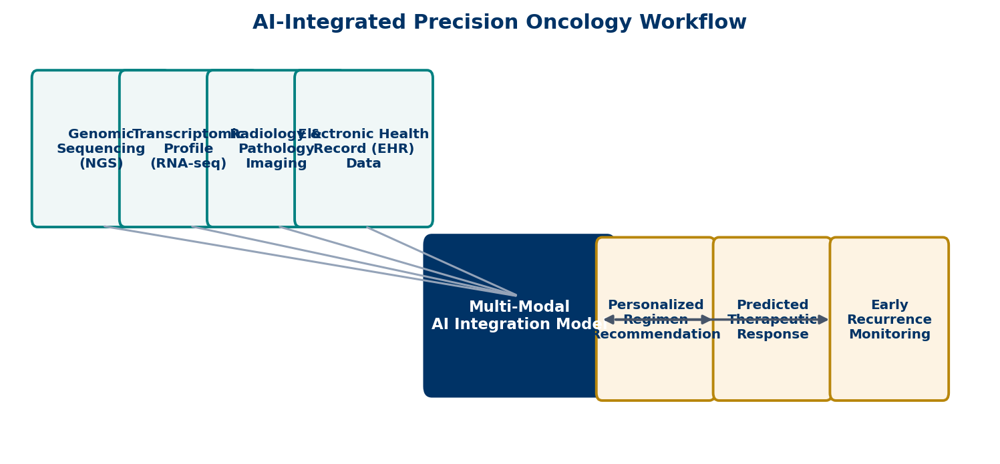 AI-Integrated Precision Oncology Workflow
Genomic
Sequencing
(NGS)
Transcriptomic
Profile
(RNA-seq)
Radiology &
Pathology
Imaging
Electronic Health
Record (EHR)
Data
Multi-Modal
AI Integration Model
Personalized
Regimen
Recommendation
Predicted
Therapeutic
Response
Early
Recurrence
Monitoring